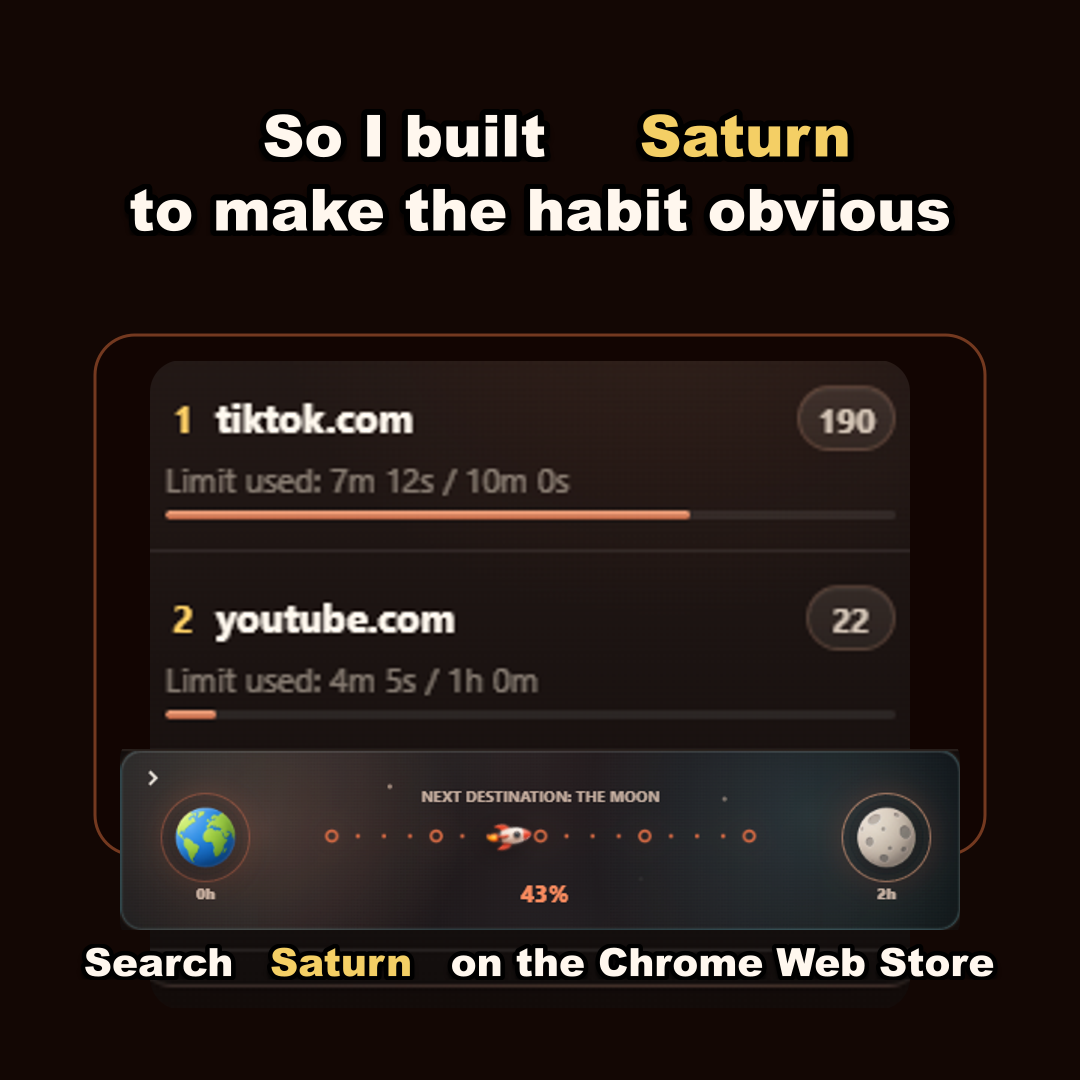 So I built Saturn
to make the habit obvious
1 tiktok.com 190
Limit used: 7m 12s / 10m 0s
2 youtube.com 22
Limit used: 4m 5s / 1h 0m
NEXT DESTINATION: THE MOON
0h 2h
43%
Search Saturn on the Chrome Web Store